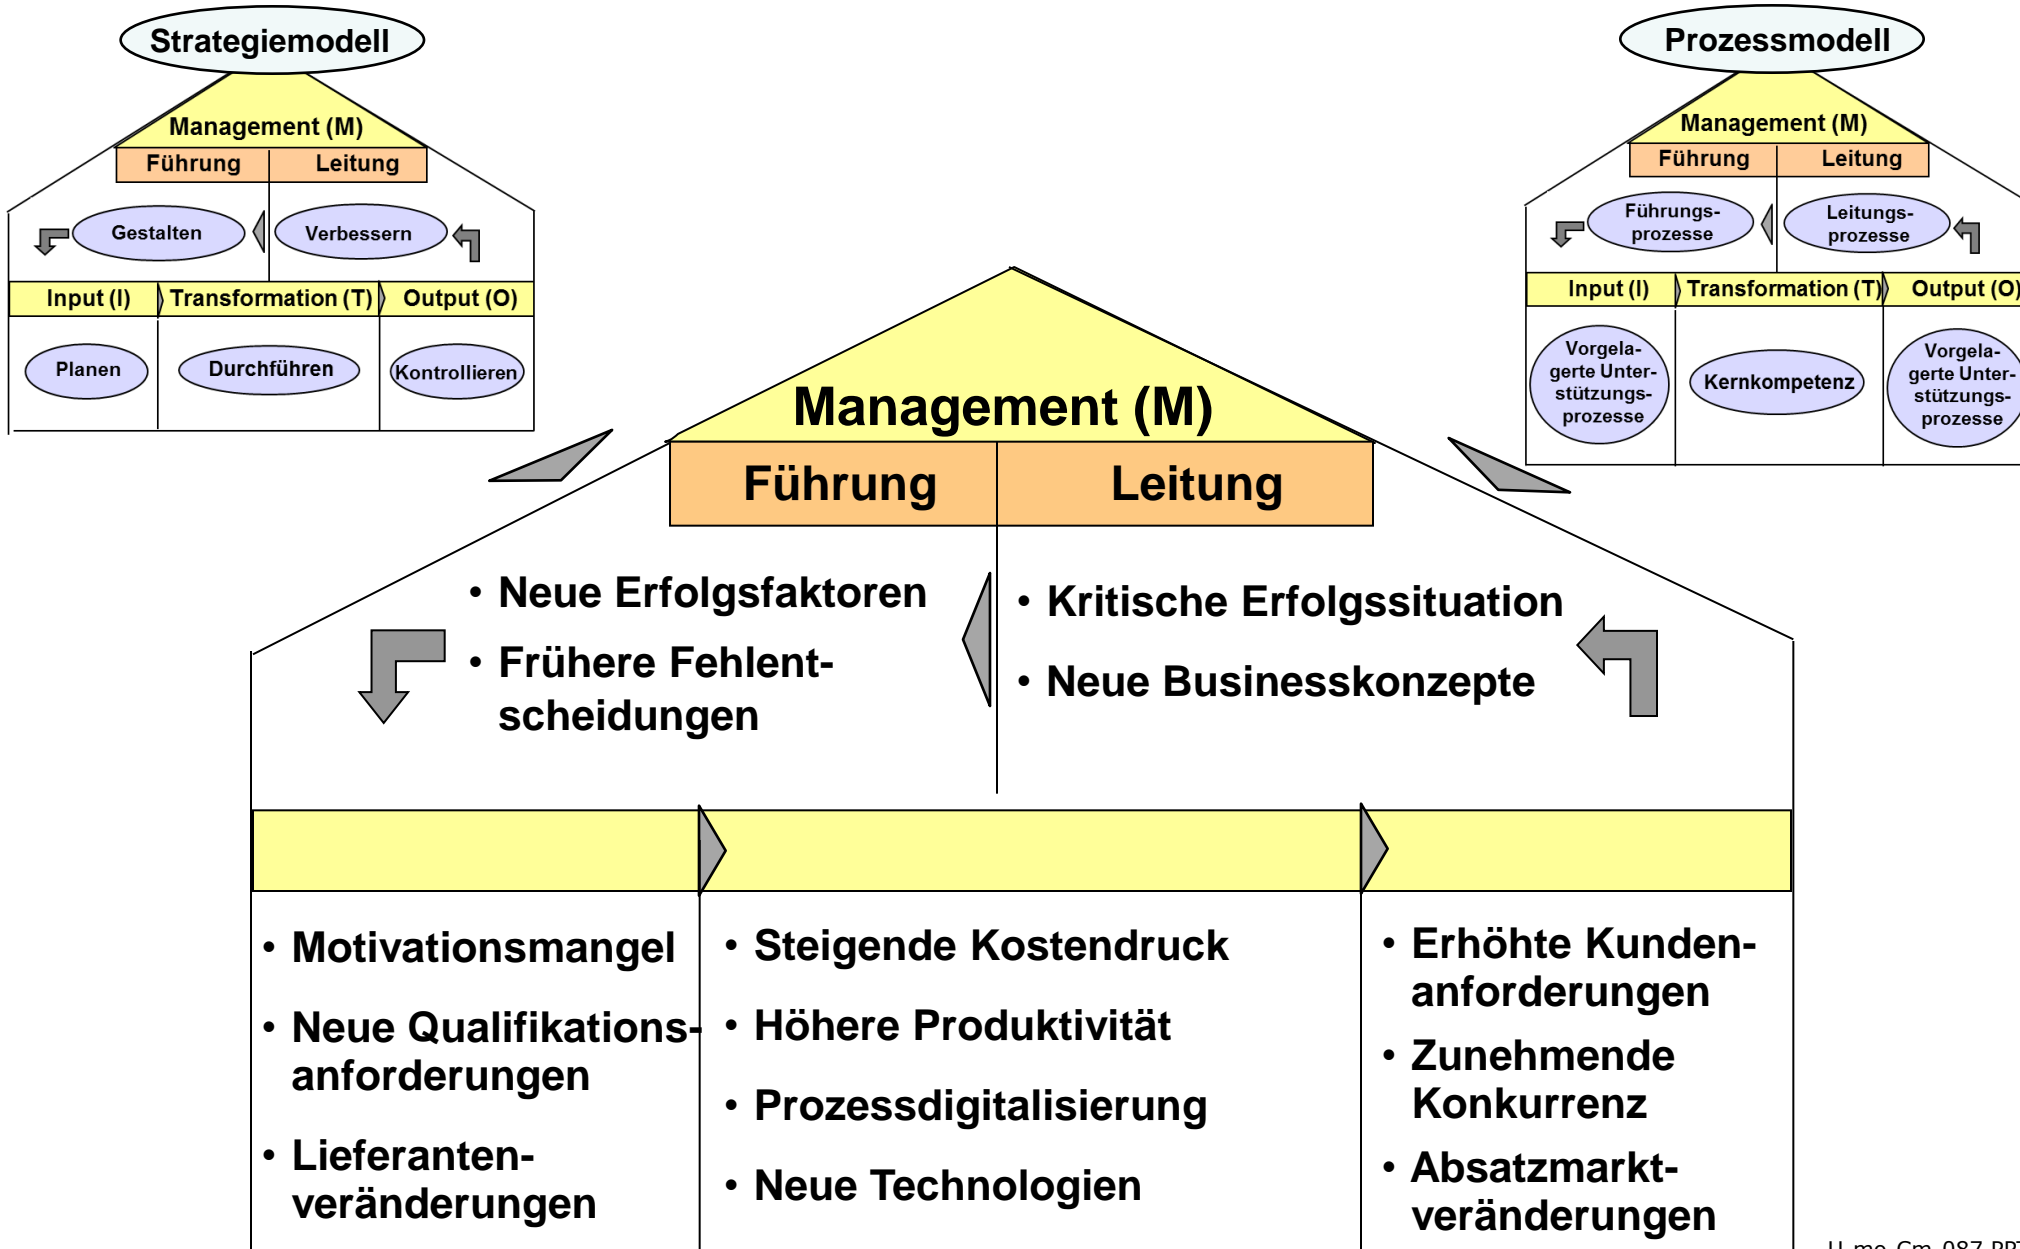 Strategiemodell
Management (M)
Führung Leitung
Gestalten Verbessern
Input (I) Transformation (T) Output (O)
Planen Durchführen Kontrollieren
Prozessmodell
Management (M)
Führung Leitung
Führungs-
prozesse
Leitungs-
prozesse
Input (I) Transformation (T) Output (O)
Vorgela-
gerte Unter-
stützungs-
prozesse
Kernkompetenz
Vorgela-
gerte Unter-
stützungs-
prozesse
Management (M)
Führung Leitung
• Neue Erfolgsfaktoren
• Frühere Fehlent-
scheidungen
• Kritische Erfolgssituation
• Neue Businesskonzepte
• Motivationsmangel
• Neue Qualifikations-
anforderungen
• Lieferanten-
veränderungen
• Steigende Kostendruck
• Höhere Produktivität
• Prozessdigitalisierung
• Neue Technologien
• Erhöhte Kunden-
anforderungen
• Zunehmende
Konkurrenz
• Absatzmarkt-
veränderungen